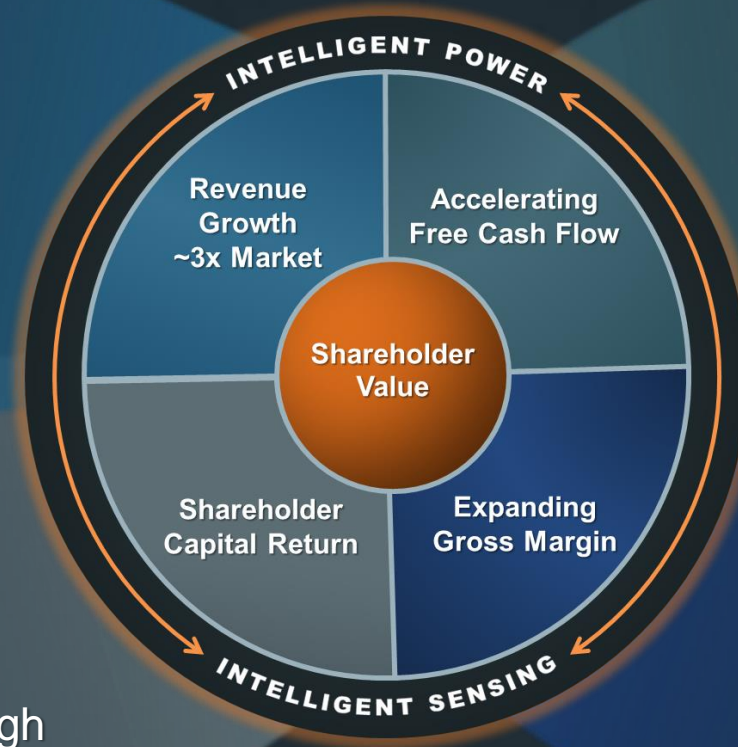 INTELLIGENT POWER
Revenue
Growth
~3x Market
Accelerating
Free Cash Flow
Shareholder
Value
Shareholder
Capital Return
Expanding
Gross Margin
INTELLIGENT SENSING
gh